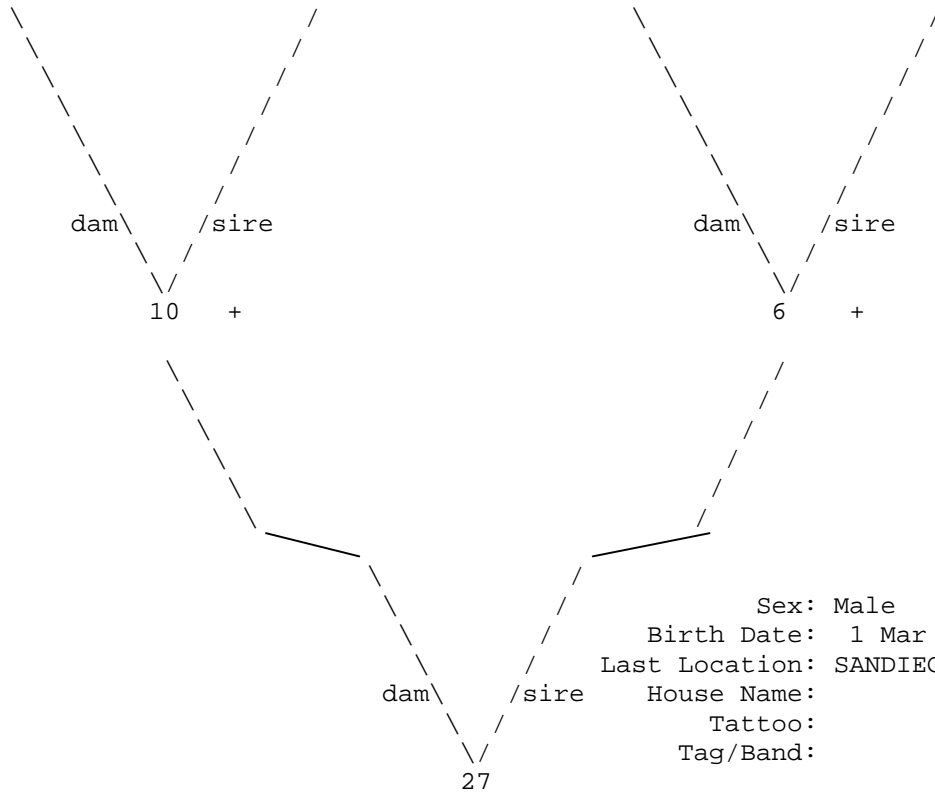 dam sire dam sire
10 + 6 +
Sex: Male
Birth Date: 1 Mar
Last Location: SANDIEG
dam sire House Name:
Tattoo:
Tag/Band:
27